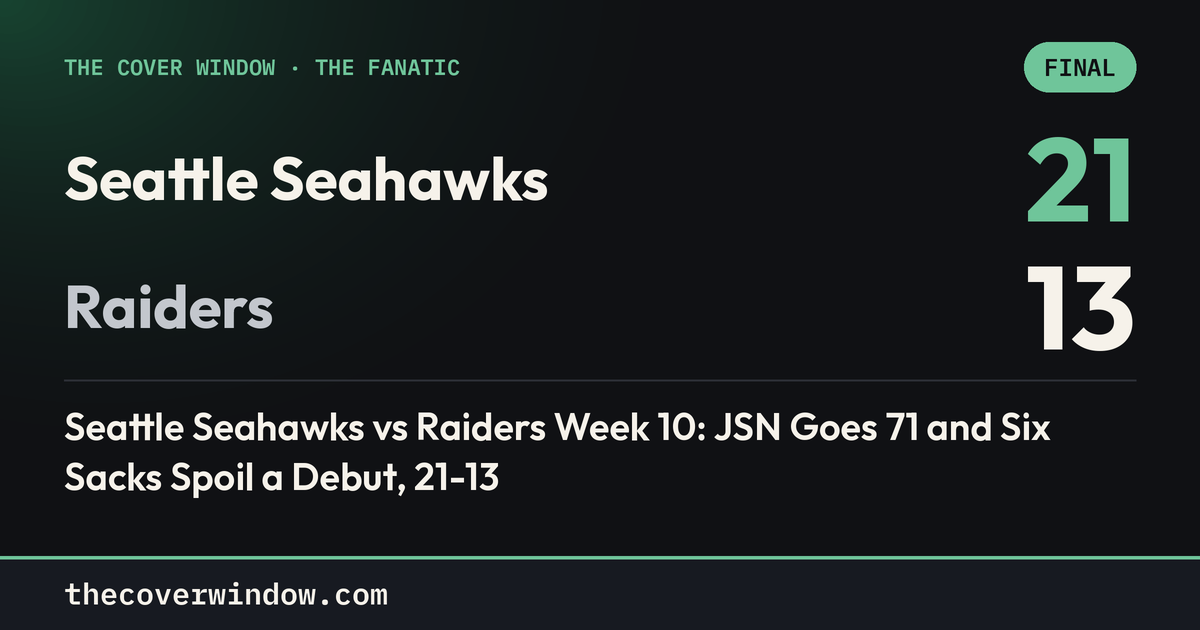 THE COVER WINDOW · THE FANATIC
FINAL
Seattle Seahawks
21
Raiders
13
Seattle Seahawks vs Raiders Week 10: JSN Goes 71 and Six
Sacks Spoil a Debut, 21-13
thecoverwindow.com